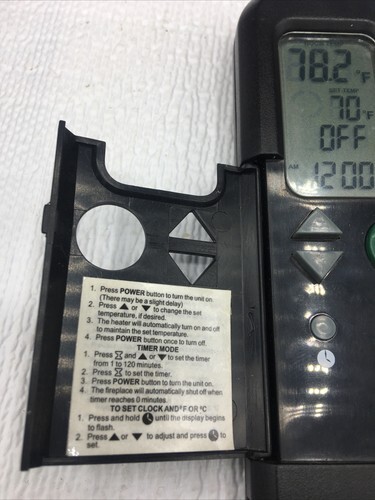 ROOM TEMP
78.2 °F
SET TEMP
70 °F
OFF
AM 12 00
1. Press POWER button to turn the unit on.
(There may be a slight delay)
2. Press ▲ or ▼ to change the set
temperature, if desired.
3. The heater will automatically turn on and off
to maintain the set temperature.
4. Press POWER button once to turn off.
TIMER MODE
1. Press ⌛ and ▲ or ▼ to set the timer
from 1 to 120 minutes.
2. Press ⌛ to set the timer.
3. Press POWER button to turn the unit on.
4. The fireplace will automatically shut off when
timer reaches 0 minutes.
TO SET CLOCK AND °F OR °C
1. Press and hold 🕓 until the display begins
to flash.
2. Press ▲ or ▼ to adjust and press 🕓 to
set.